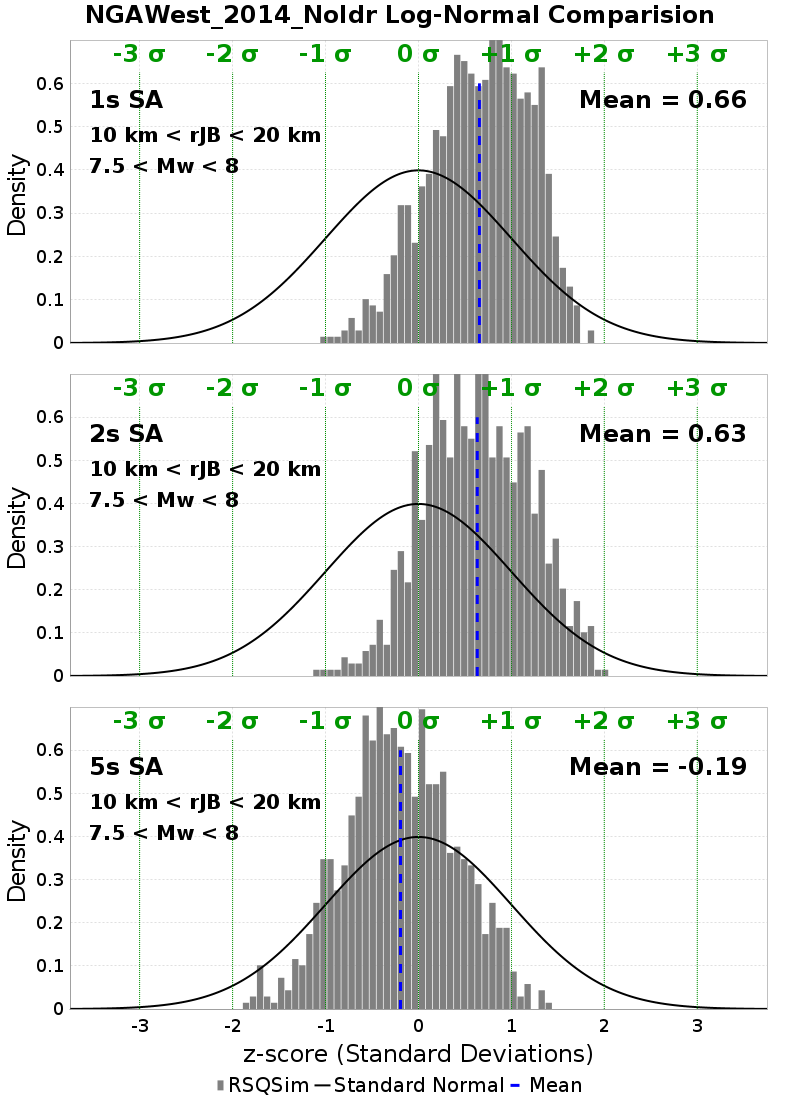 NGAWest_2014_NoIdr Log-Normal Comparision
-3 σ -2 σ -1 σ 0 σ +1 σ +2 σ +3 σ
1s SA
Mean = 0.66
10 km < rJB < 20 km
7.5 < Mw < 8
Density
0.6
0.5
0.4
0.3
0.2
0.1
0
-3 σ -2 σ -1 σ 0 σ +1 σ +2 σ +3 σ
2s SA
Mean = 0.63
10 km < rJB < 20 km
7.5 < Mw < 8
Density
0.6
0.5
0.4
0.3
0.2
0.1
0
-3 σ -2 σ -1 σ 0 σ +1 σ +2 σ +3 σ
5s SA
Mean = -0.19
10 km < rJB < 20 km
7.5 < Mw < 8
Density
0.6
0.5
0.4
0.3
0.2
0.1
0
-3 -2 -1 0 1 2 3
z-score (Standard Deviations)
RSQSim Standard Normal Mean